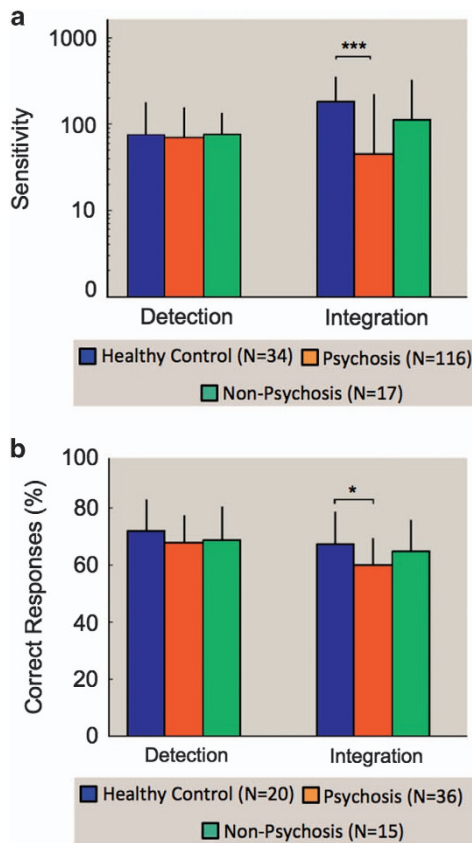 a
1000
***
100
Sensitivity
10
0
Detection Integration
Healthy Control (N=34) Psychosis (N=116)
Non-Psychosis (N=17)
b
100
*
80
60
Correct Responses (%)
40
20
0
Detection Integration
Healthy Control (N=20) Psychosis (N=36)
Non-Psychosis (N=15)